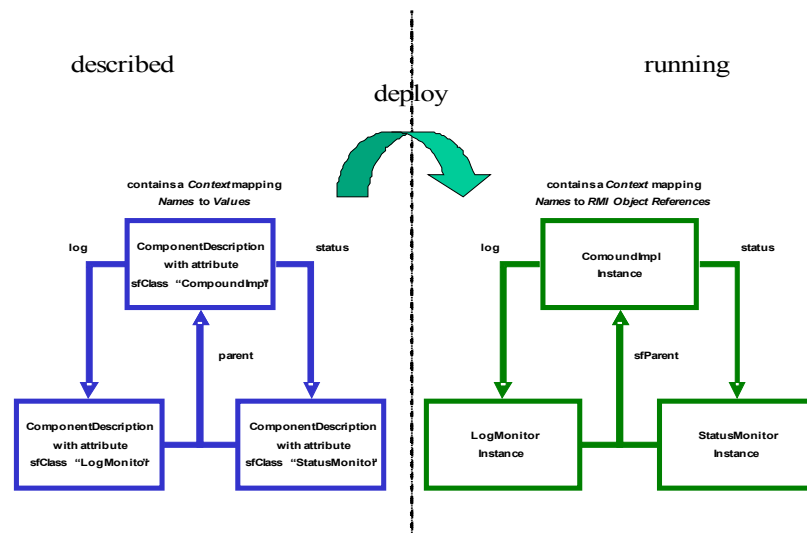 described
running
deploy
contains a Context mapping
Names to Values
log
status
ComponentDescription
with attribute
sfClass "CompoundImpl"
parent
ComponentDescription
with attribute
sfClass "LogMonitor"
ComponentDescription
with attribute
sfClass "StatusMonitor"
contains a Context mapping
Names to RMI Object References
log
status
ComoundImpl
Instance
sfParent
LogMonitor
Instance
StatusMonitor
Instance